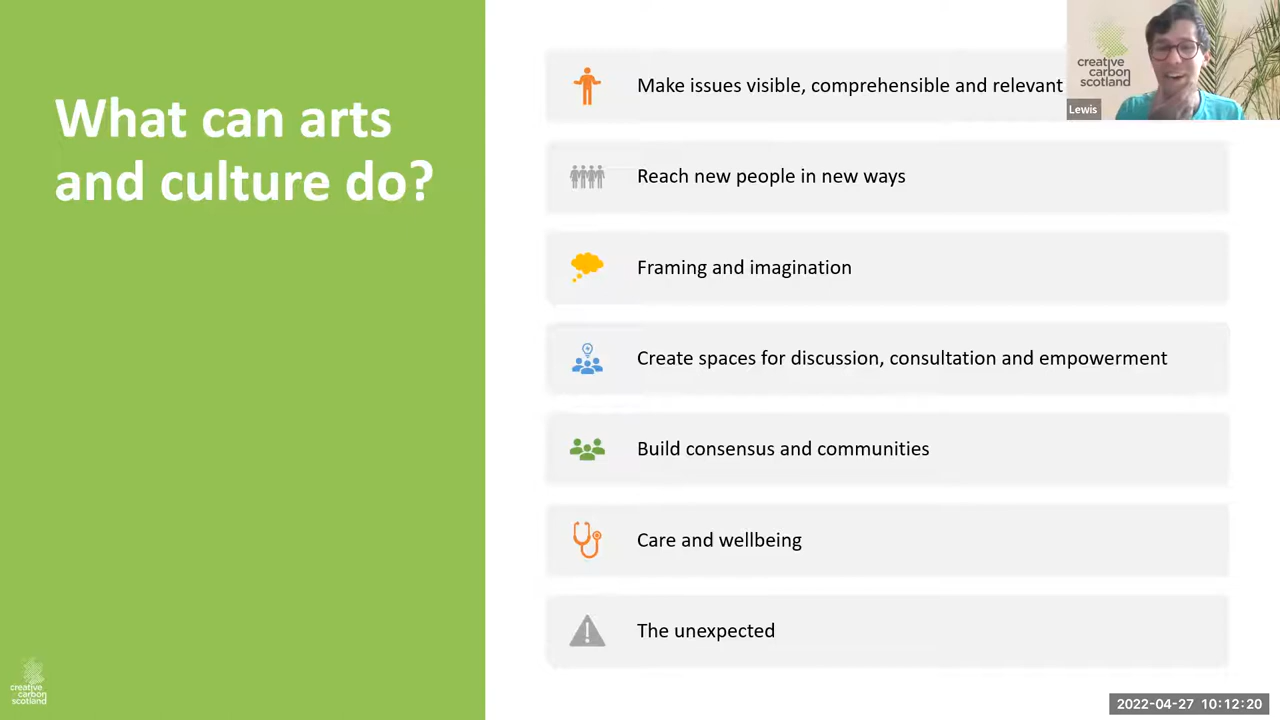 What can arts
and culture do?
Make issues visible, comprehensible and relevant
creative
carbon
scotland
Lewis
Reach new people in new ways
Framing and imagination
Create spaces for discussion, consultation and empowerment
Build consensus and communities
Care and wellbeing
The unexpected
creative
carbon
scotland
2022-04-27 10:12:20